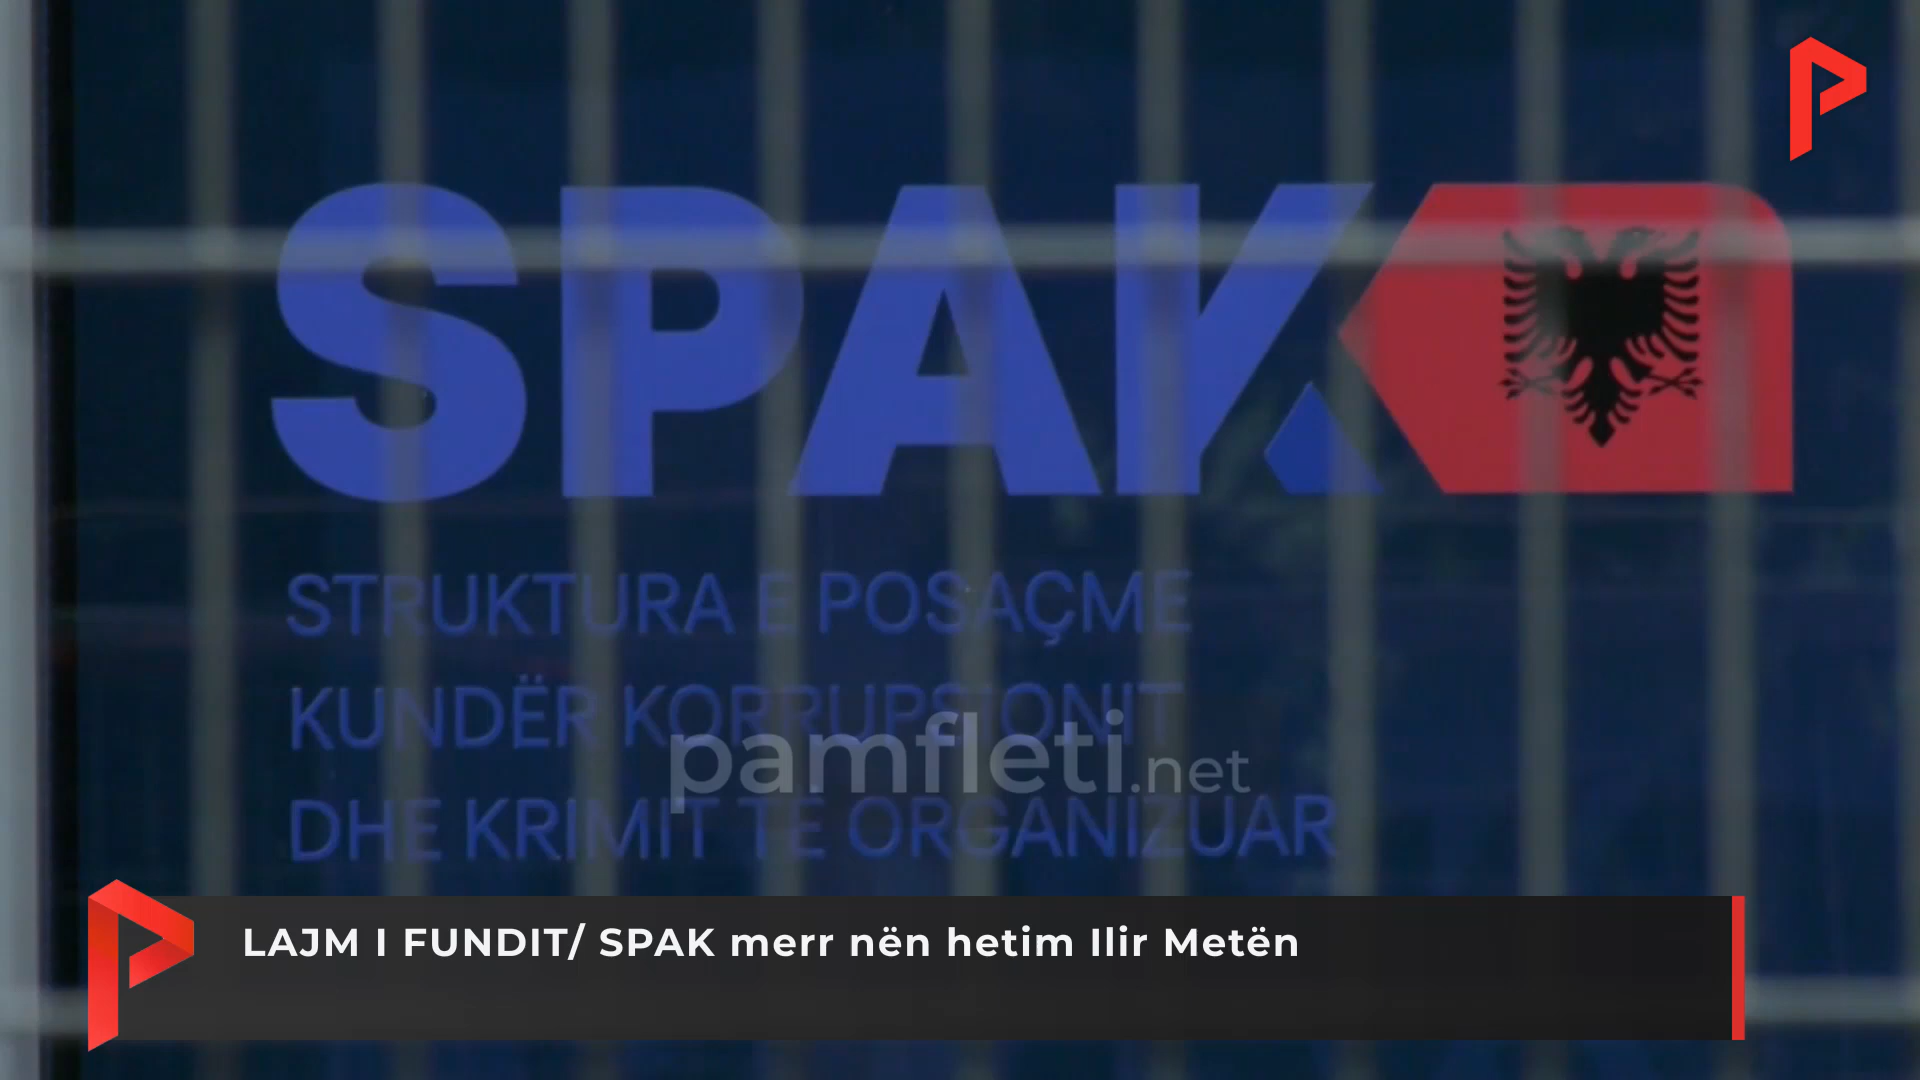 SPAK
STRUKTURA E POSAÇME
KUNDËR KORRUPSIONIT
DHE KRIMIT TË ORGANIZUAR
pamfleti.net
LAJM I FUNDIT/ SPAK merr nën hetim Ilir Metën